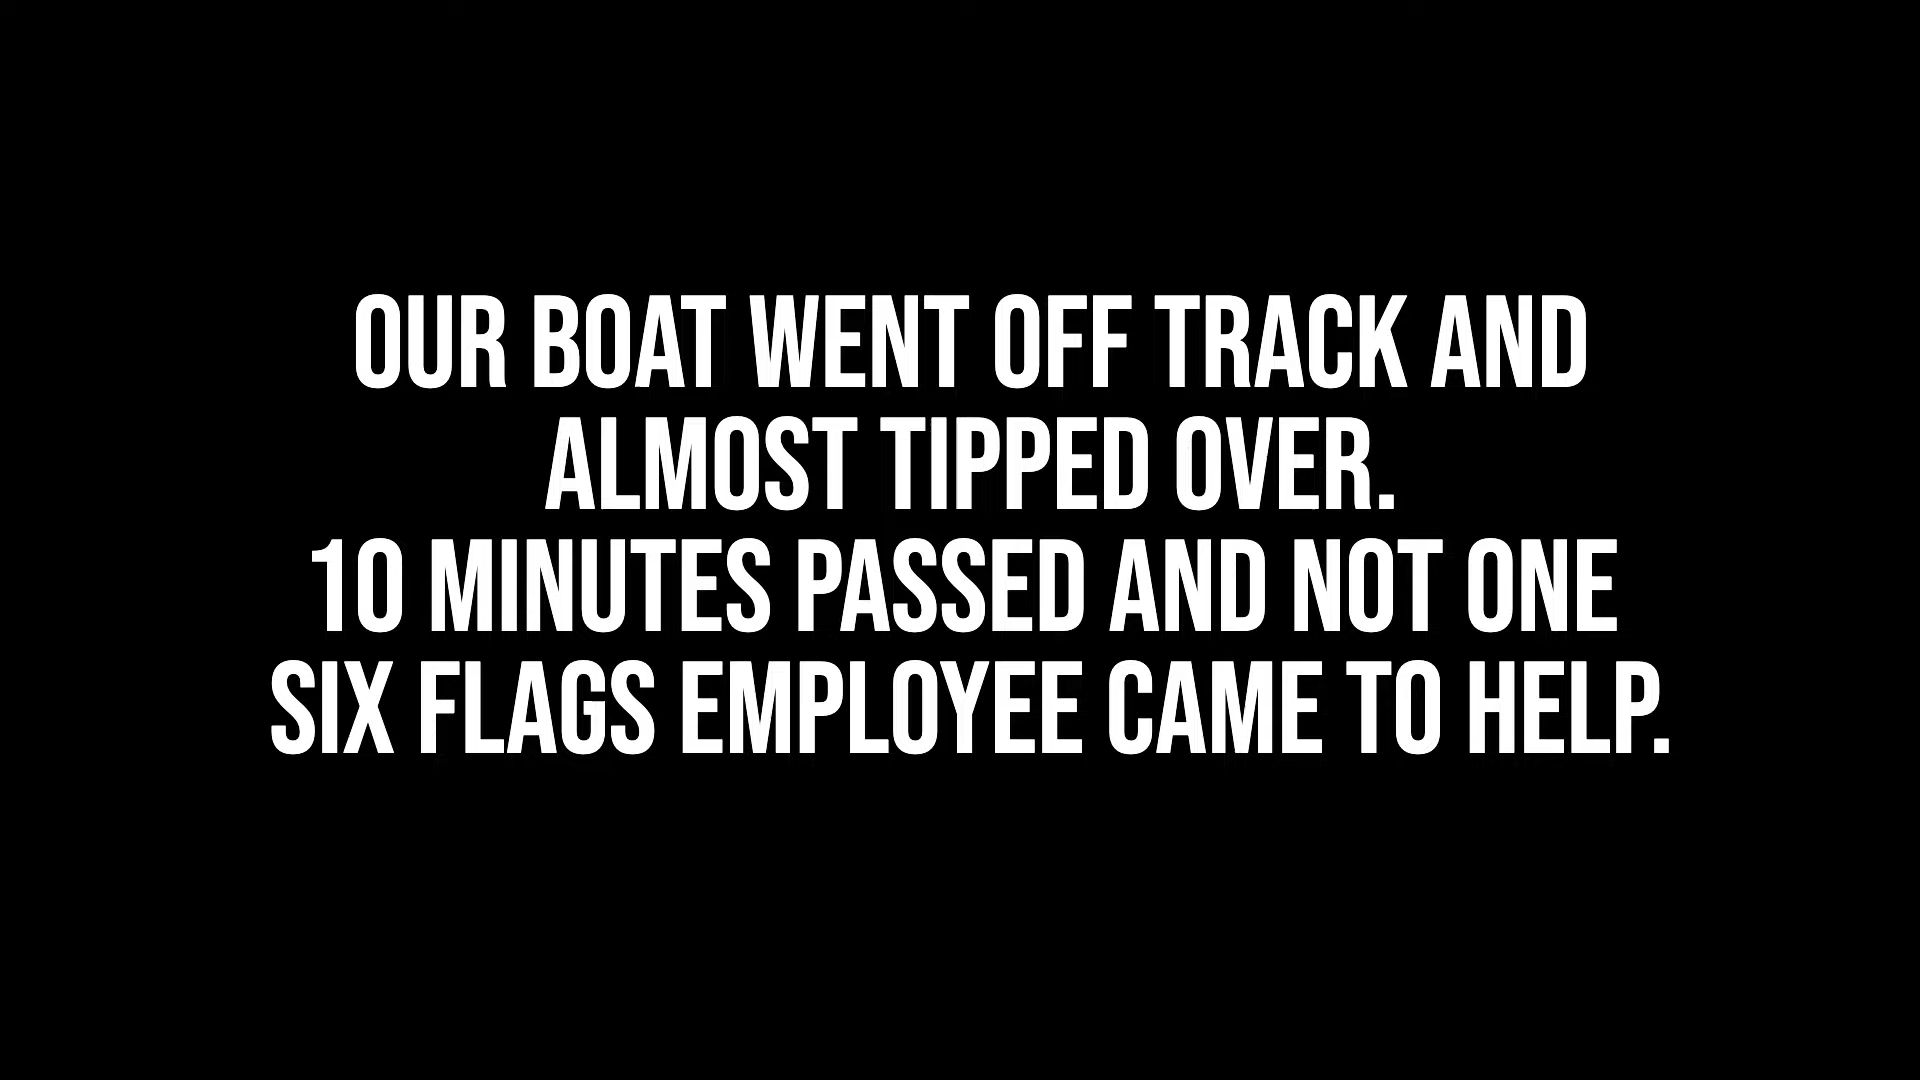 OUR BOAT WENT OFF TRACK AND
ALMOST TIPPED OVER.
10 MINUTES PASSED AND NOT ONE
SIX FLAGS EMPLOYEE CAME TO HELP.